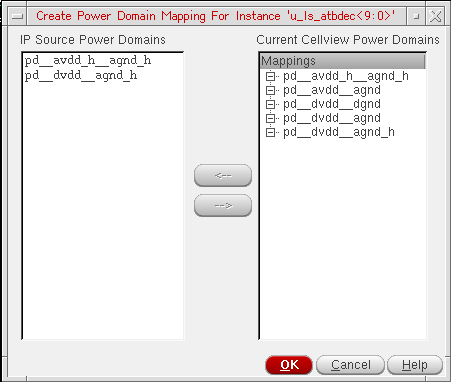 Create Power Domain Mapping For Instance 'u_ls_atbdec<9:0>'
IP Source Power Domains
pd__avdd_h__agnd_h
pd__dvdd__agnd_h
Current Cellview Power Domains
Mappings
pd__avdd_h__agnd_h
pd__avdd__agnd
pd__dvdd__dgnd
pd__dvdd__agnd
pd__dvdd__agnd_h
<--
-->
OK
Cancel
Help